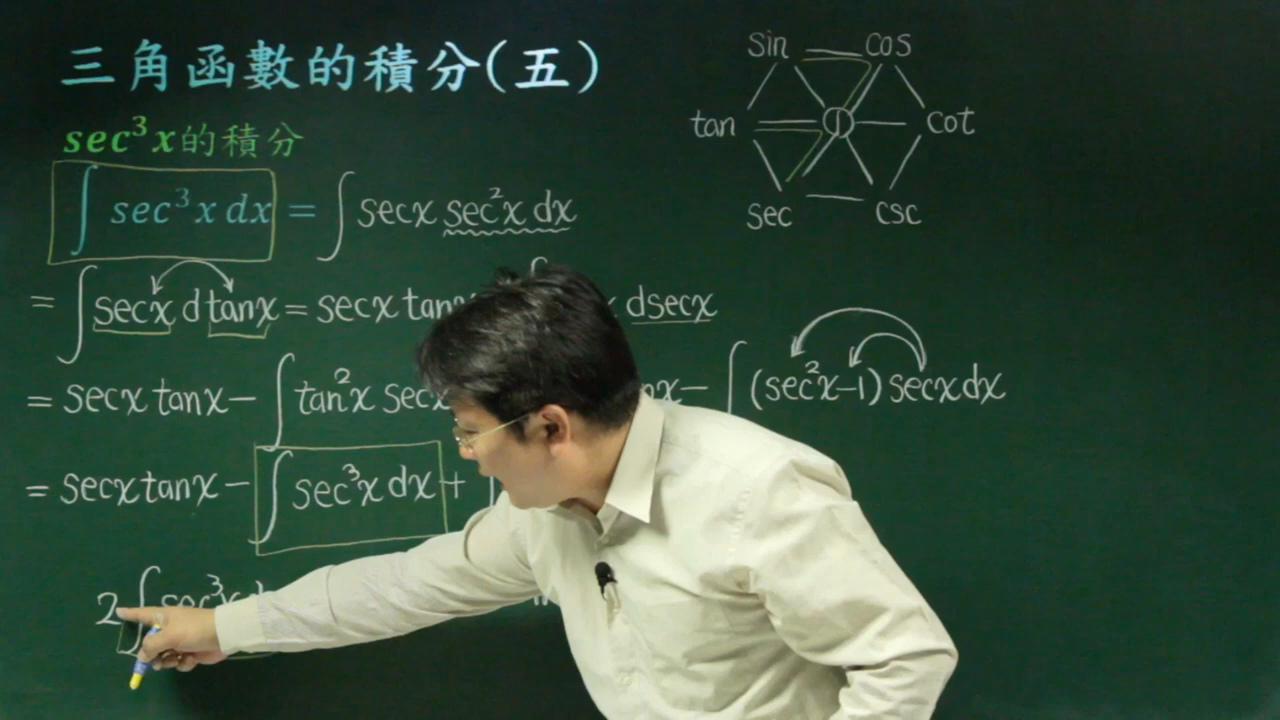 三角函數的積分(五)
sec³x的積分
∫ sec³x dx = ∫ secx sec²x dx
= ∫ secx d tanx = secx tanx dsecx
= secx tanx − ∫ tan²x secx − ∫ (sec²x−1) secx dx
= secx tanx − ∫ sec³x dx +
2 ∫ sec³x
sin cos
tan 1 cot
sec csc